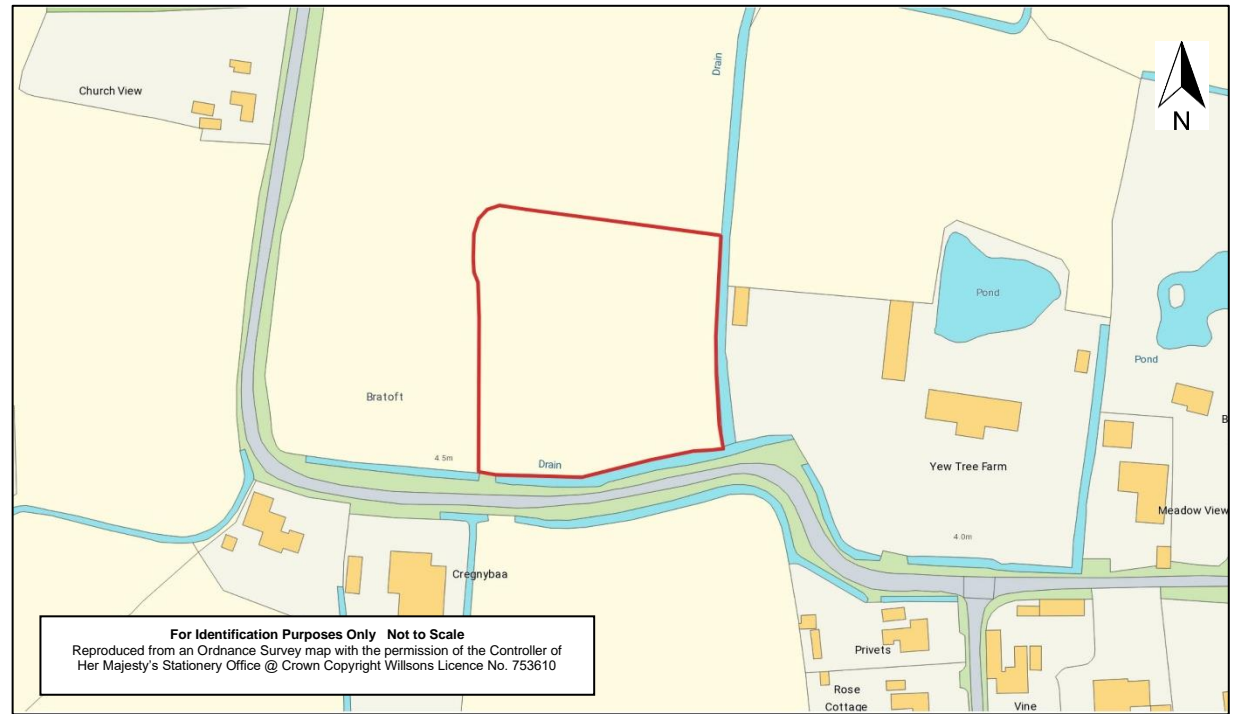 Church View
Drain
N
Pond
Pond
Bratoft
4.5m
Drain
Yew Tree Farm
B
Meadow View
4.0m
Cregnybaa
For Identification Purposes Only Not to Scale
Reproduced from an Ordnance Survey map with the permission of the Controller of
Her Majesty's Stationery Office @ Crown Copyright Willsons Licence No. 753610
Privets
Rose
Cottage
Vine